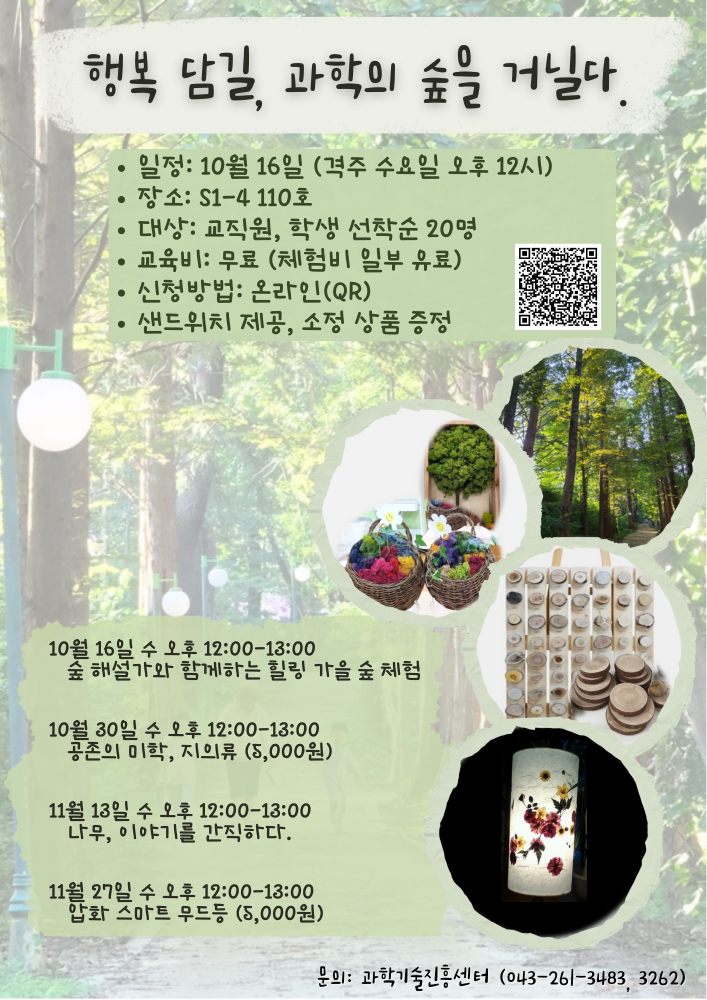 행복 담길, 과학의 숲을 거닐다.
• 일정: 10월 16일 (격주 수요일 오후 12시)
• 장소: S1-4 110호
• 대상: 교직원, 학생 선착순 20명
• 교육비: 무료 (체험비 일부 유료)
• 신청방법: 온라인(QR)
• 샌드위치 제공, 소정 상품 증정
10월 16일 수 오후 12:00-13:00
숲 해설가와 함께하는 힐링 가을 숲 체험
10월 30일 수 오후 12:00-13:00
공존의 미학, 지의류 (5,000원)
11월 13일 수 오후 12:00-13:00
나무, 이야기를 간직하다.
11월 27일 수 오후 12:00-13:00
압화 스마트 무드등 (5,000원)
문의: 과학기술진흥센터 (043-261-3483, 3262)